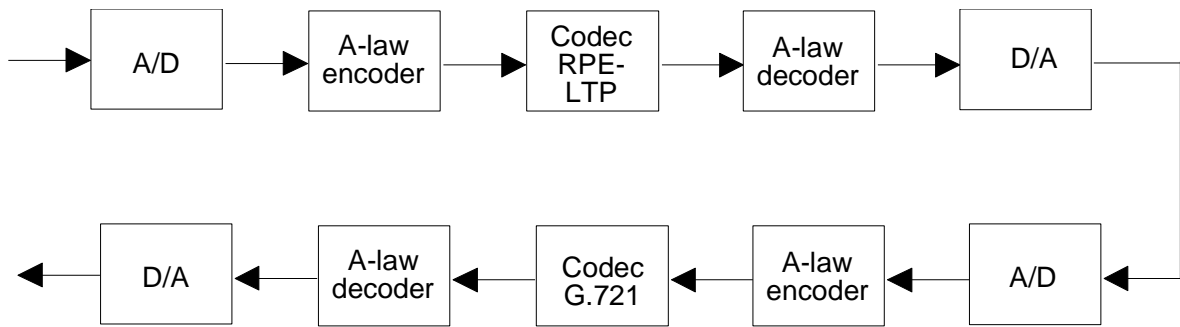 A/D
A-law
encoder
Codec
RPE-
LTP
A-law
decoder
D/A
D/A
A-law
decoder
Codec
G.721
A-law
encoder
A/D